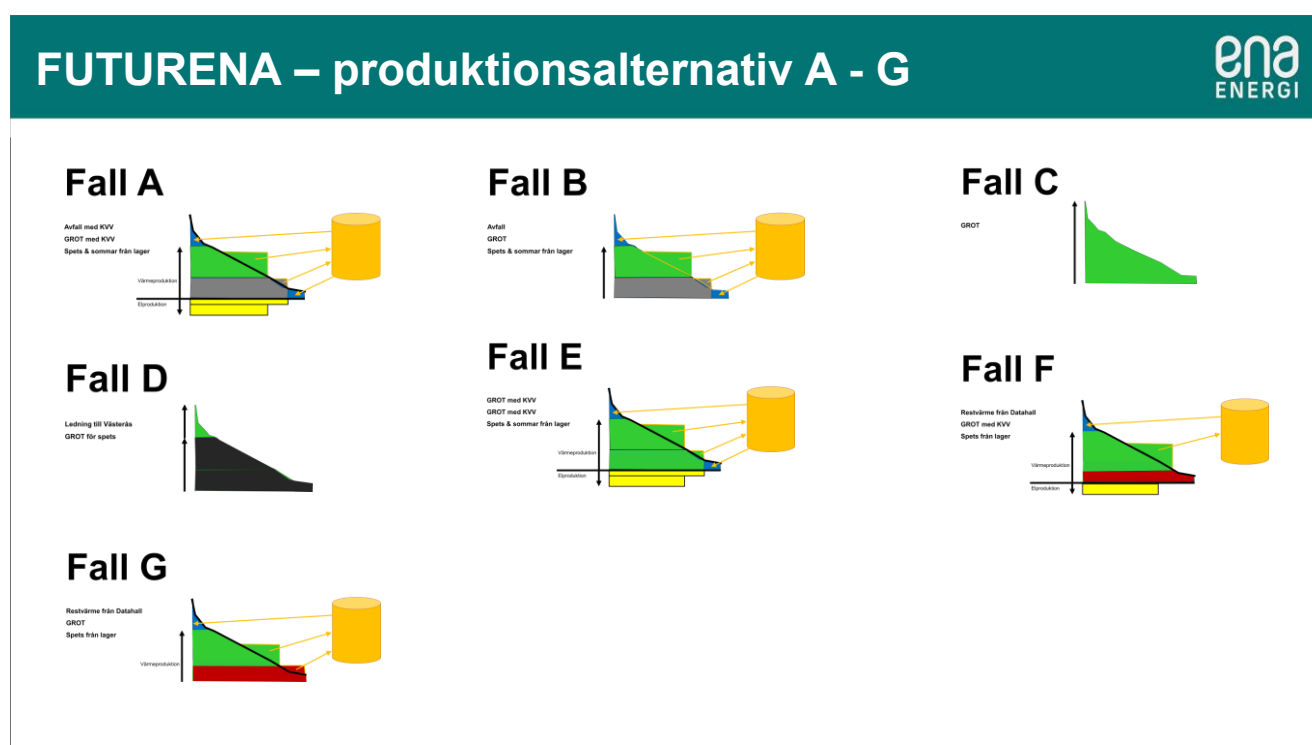 FUTURENA – produktionsalternativ A - G
ena
ENERGI
Fall A
Avfall med KVV
GROT med KVV
Spets & sommar från lager
Värmeproduktion
Elproduktion
Fall B
Avfall
GROT
Spets & sommar från lager
Fall C
GROT
Fall D
Ledning till Västerås
GROT för spets
Fall E
GROT med KVV
GROT med KVV
Spets & sommar från lager
Värmeproduktion
Elproduktion
Fall F
Restvärme från Datahall
GROT med KVV
Spets från lager
Värmeproduktion
Elproduktion
Fall G
Restvärme från Datahall
GROT
Spets från lager
Värmeproduktion